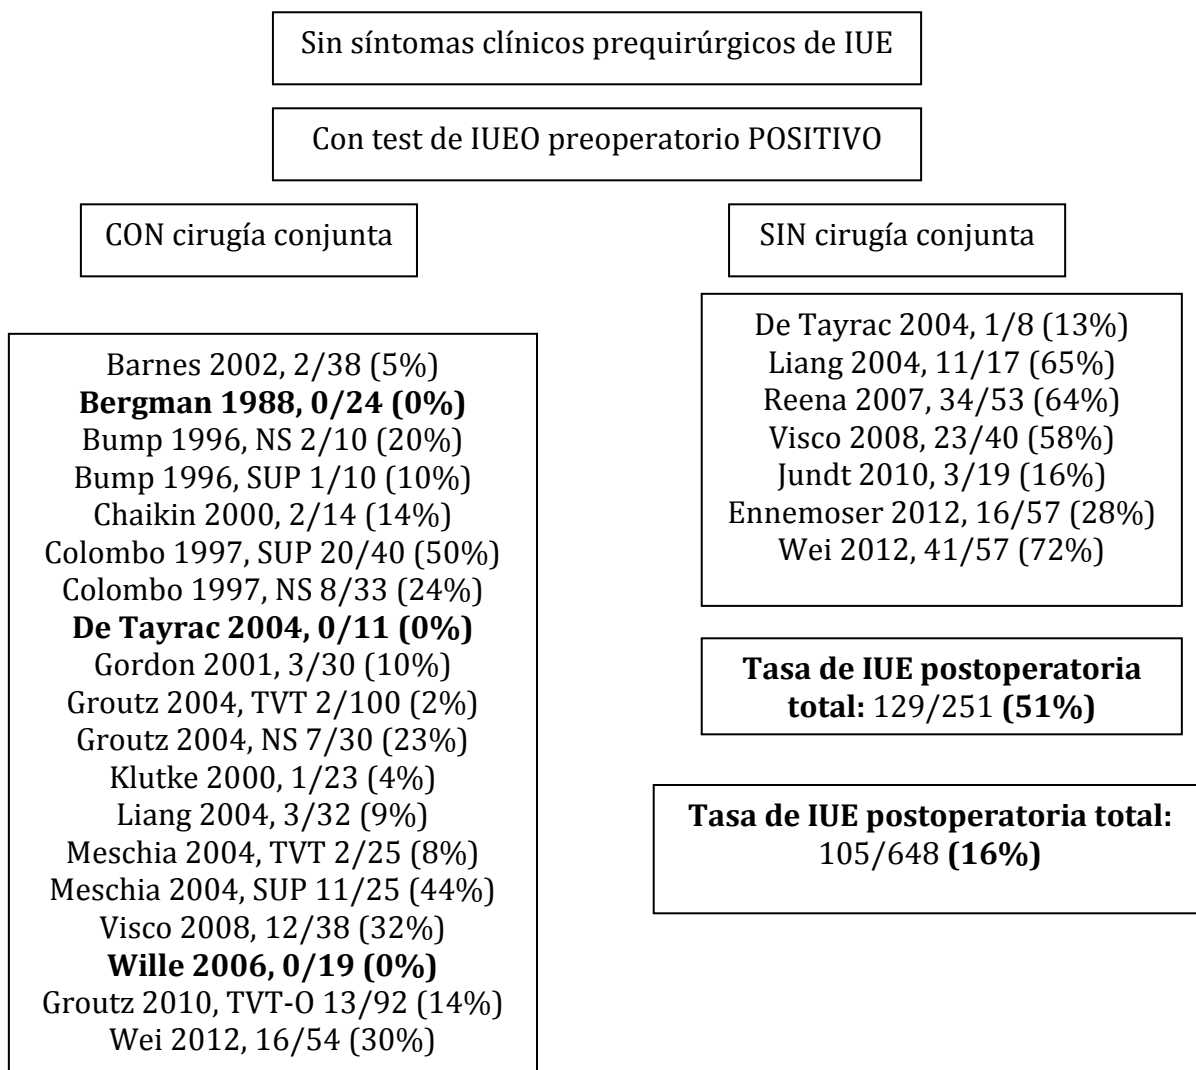 Sin síntomas clínicos prequirúrgicos de IUE
Con test de IUEO preoperatorio POSITIVO
CON cirugía conjunta
Barnes 2002, 2/38 (5%)
Bergman 1988, 0/24 (0%)
Bump 1996, NS 2/10 (20%)
Bump 1996, SUP 1/10 (10%)
Chaikin 2000, 2/14 (14%)
Colombo 1997, SUP 20/40 (50%)
Colombo 1997, NS 8/33 (24%)
De Tayrac 2004, 0/11 (0%)
Gordon 2001, 3/30 (10%)
Groutz 2004, TVT 2/100 (2%)
Groutz 2004, NS 7/30 (23%)
Klutke 2000, 1/23 (4%)
Liang 2004, 3/32 (9%)
Meschia 2004, TVT 2/25 (8%)
Meschia 2004, SUP 11/25 (44%)
Visco 2008, 12/38 (32%)
Wille 2006, 0/19 (0%)
Groutz 2010, TVT-O 13/92 (14%)
Wei 2012, 16/54 (30%)
SIN cirugía conjunta
De Tayrac 2004, 1/8 (13%)
Liang 2004, 11/17 (65%)
Reena 2007, 34/53 (64%)
Visco 2008, 23/40 (58%)
Jundt 2010, 3/19 (16%)
Ennemoser 2012, 16/57 (28%)
Wei 2012, 41/57 (72%)
Tasa de IUE postoperatoria
total: 129/251 (51%)
Tasa de IUE postoperatoria total:
105/648 (16%)